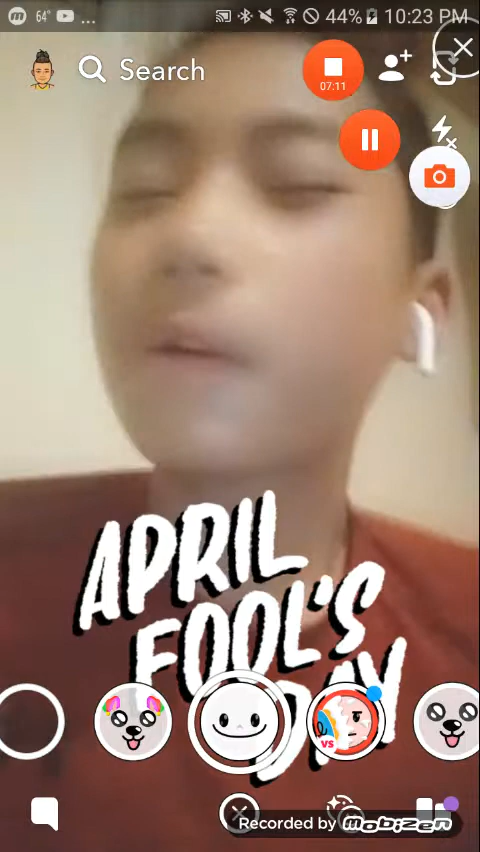 64° ... 44% 10:23 PM
Search
07:11
APRIL
FOOL'S
DAY
VS
Recorded by mobizen